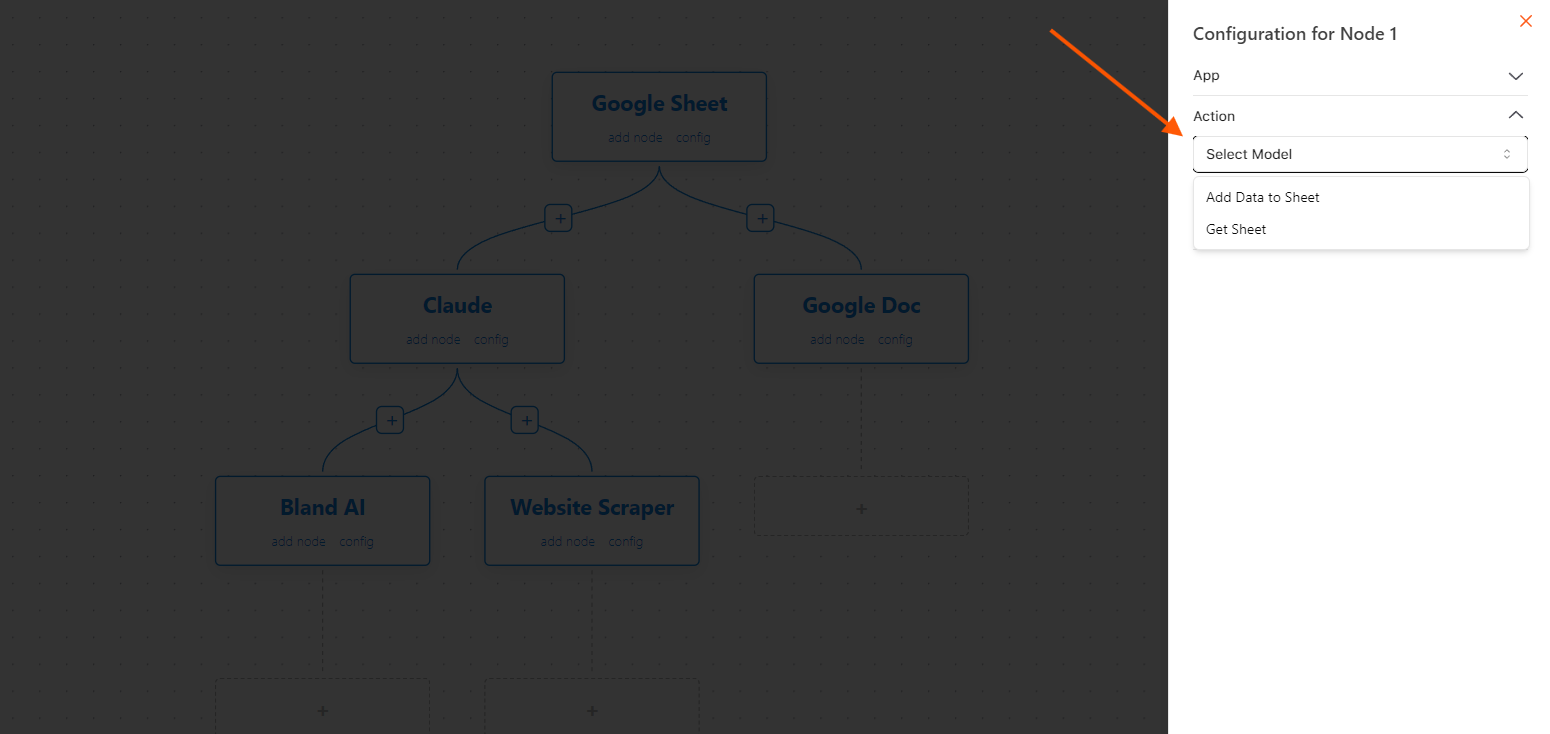 Configuration for Node 1
App
Action
Select Model
Add Data to Sheet
Get Sheet
Google Sheet
add node config
Claude
add node config
Google Doc
add node config
Bland AI
add node config
Website Scraper
add node config